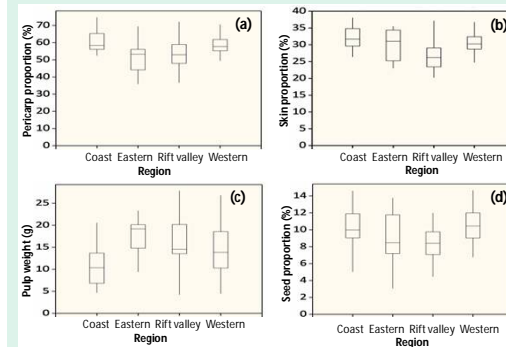 (a)
Pericarp proportion (%)
70
60
50
40
30
20
10
0
Coast Eastern Rift valley Western
Region
(b)
Skin proportion (%)
40
35
30
25
20
15
10
5
0
Coast Eastern Rift valley Western
Region
(c)
Pulp weight (g)
25
20
15
10
5
0
Coast Eastern Rift valley Western
Region
(d)
Seed proportion (%)
14
12
10
8
6
4
2
0
Coast Eastern Rift valley Western
Region